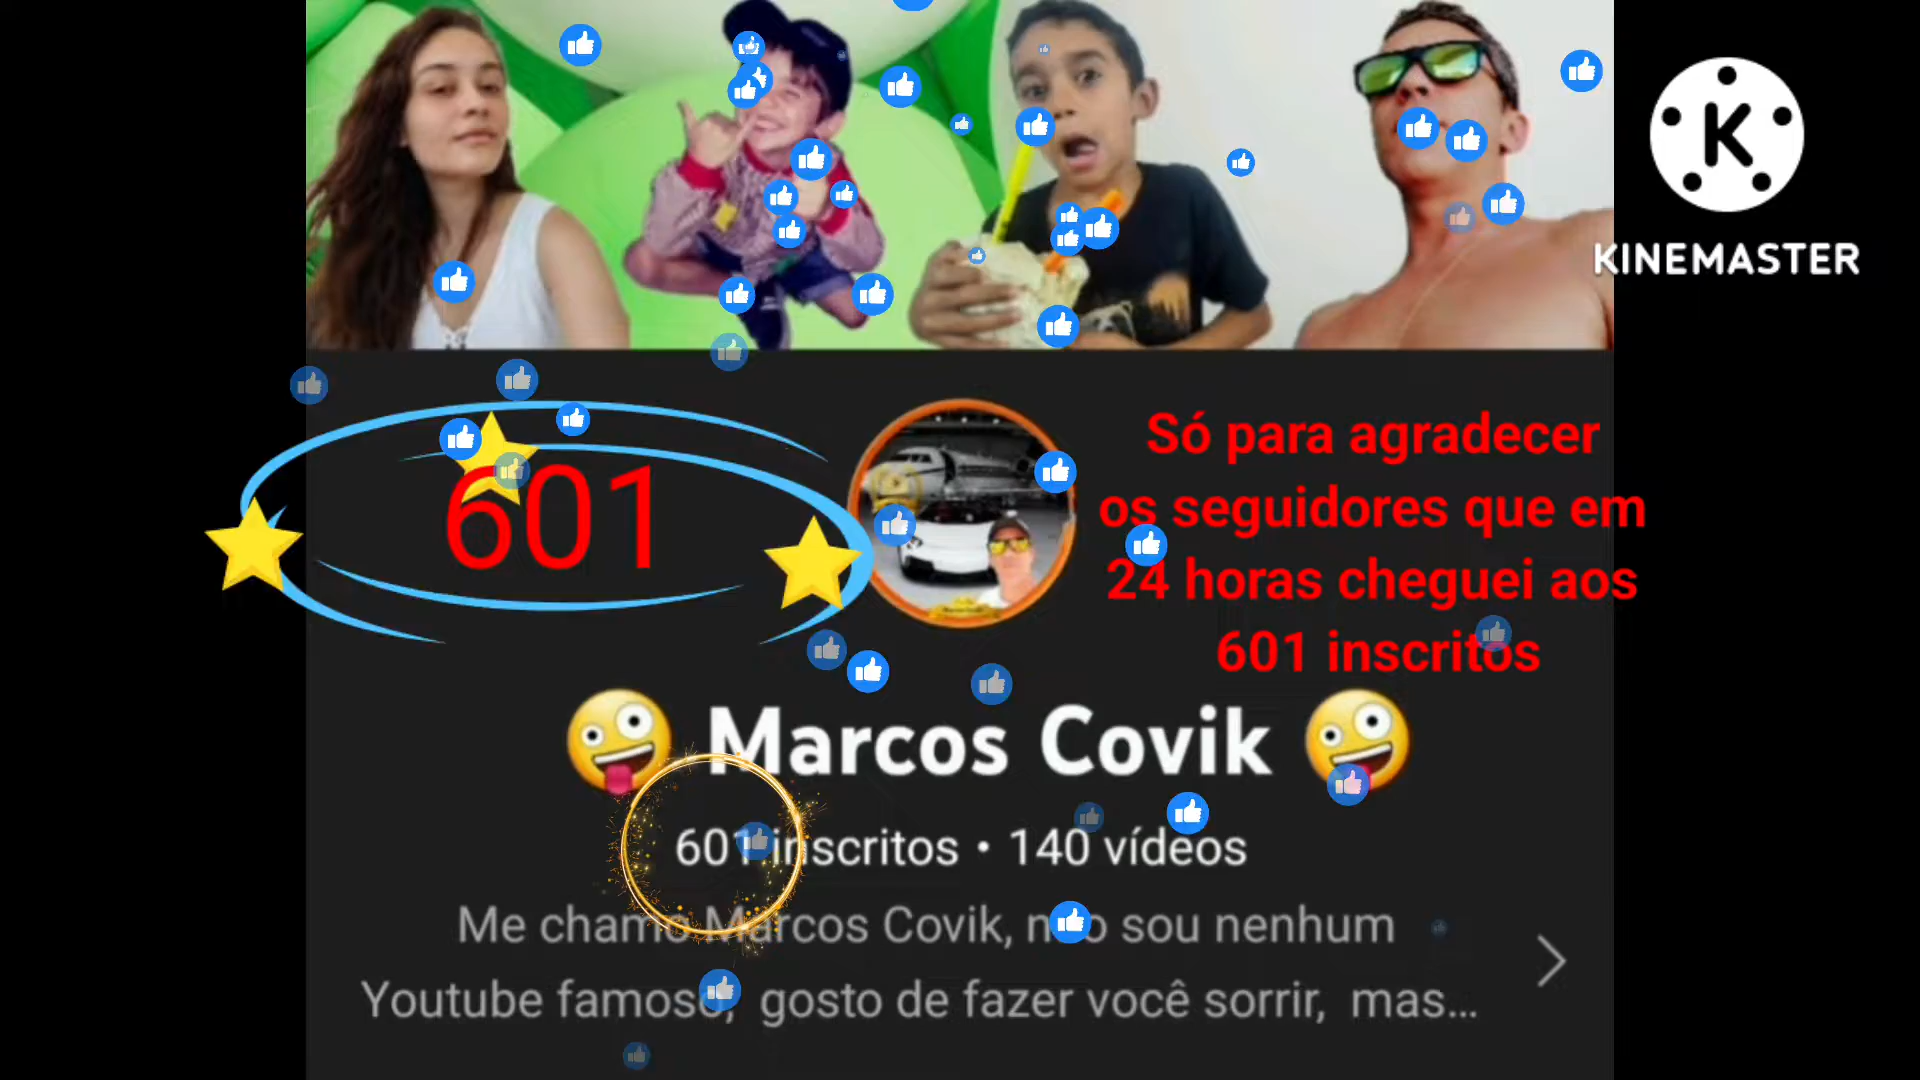 KINEMASTER
601
Só para agradecer
os seguidores que em
24 horas cheguei aos
601 inscritos
🤪 Marcos Covik 🤪
601 inscritos • 140 vídeos
Me chamo Marcos Covik, não sou nenhum
Youtube famoso, gosto de fazer você sorrir, mas...